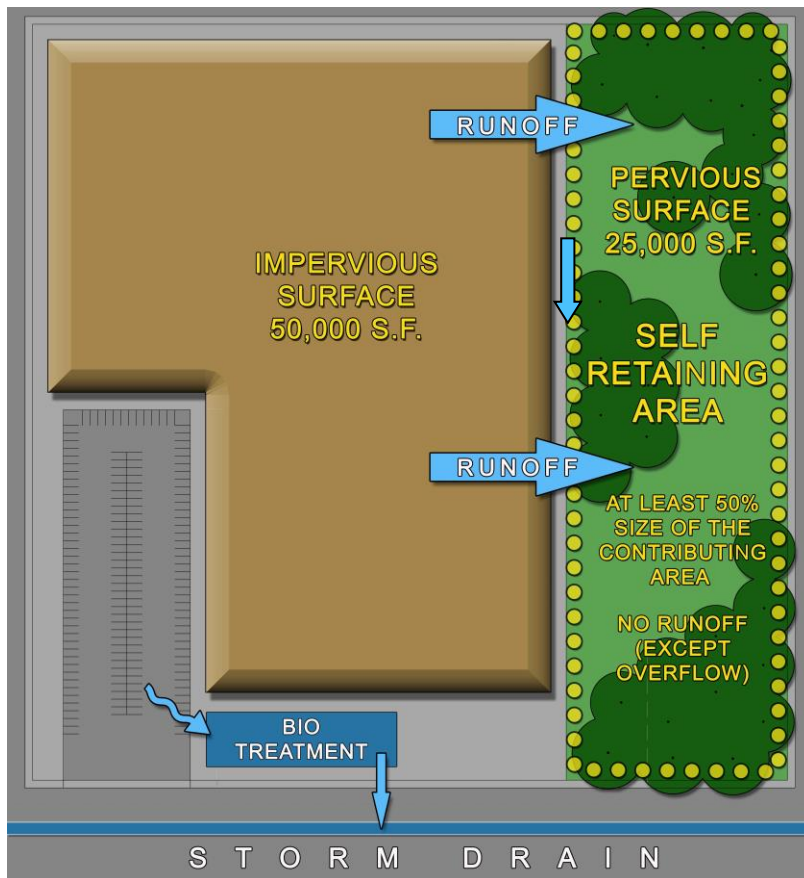 RUNOFF
PERVIOUS
SURFACE
25,000 S.F.
IMPERVIOUS
SURFACE
50,000 S.F.
SELF
RETAINING
AREA
RUNOFF
AT LEAST 50%
SIZE OF THE
CONTRIBUTING
AREA
NO RUNOFF
(EXCEPT
OVERFLOW)
BIO
TREATMENT
STORM DRAIN